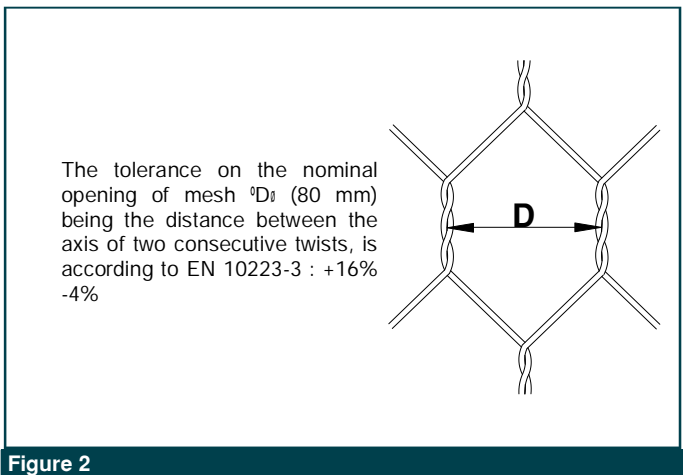 The tolerance on the nominal
opening of mesh ⁰D₀ (80 mm)
being the distance between the
axis of two consecutive twists, is
according to EN 10223-3 : +16%
-4%
D
Figure 2